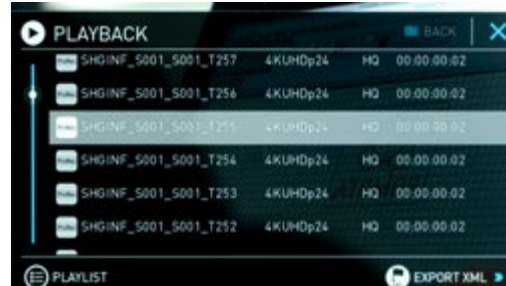 PLAYBACK BACK
SHGINF_S001_S001_T257 4KUHDp24 HQ 00:00:00:02
SHGINF_S001_S001_T256 4KUHDp24 HQ 00:00:00:02
SHGINF_S001_S001_T255 4KUHDp24 HQ 00:00:00:02
SHGINF_S001_S001_T254 4KUHDp24 HQ 00:00:00:02
SHGINF_S001_S001_T253 4KUHDp24 HQ 00:00:00:02
SHGINF_S001_S001_T252 4KUHDp24 HQ 00:00:00:02
PLAYLIST EXPORT XML